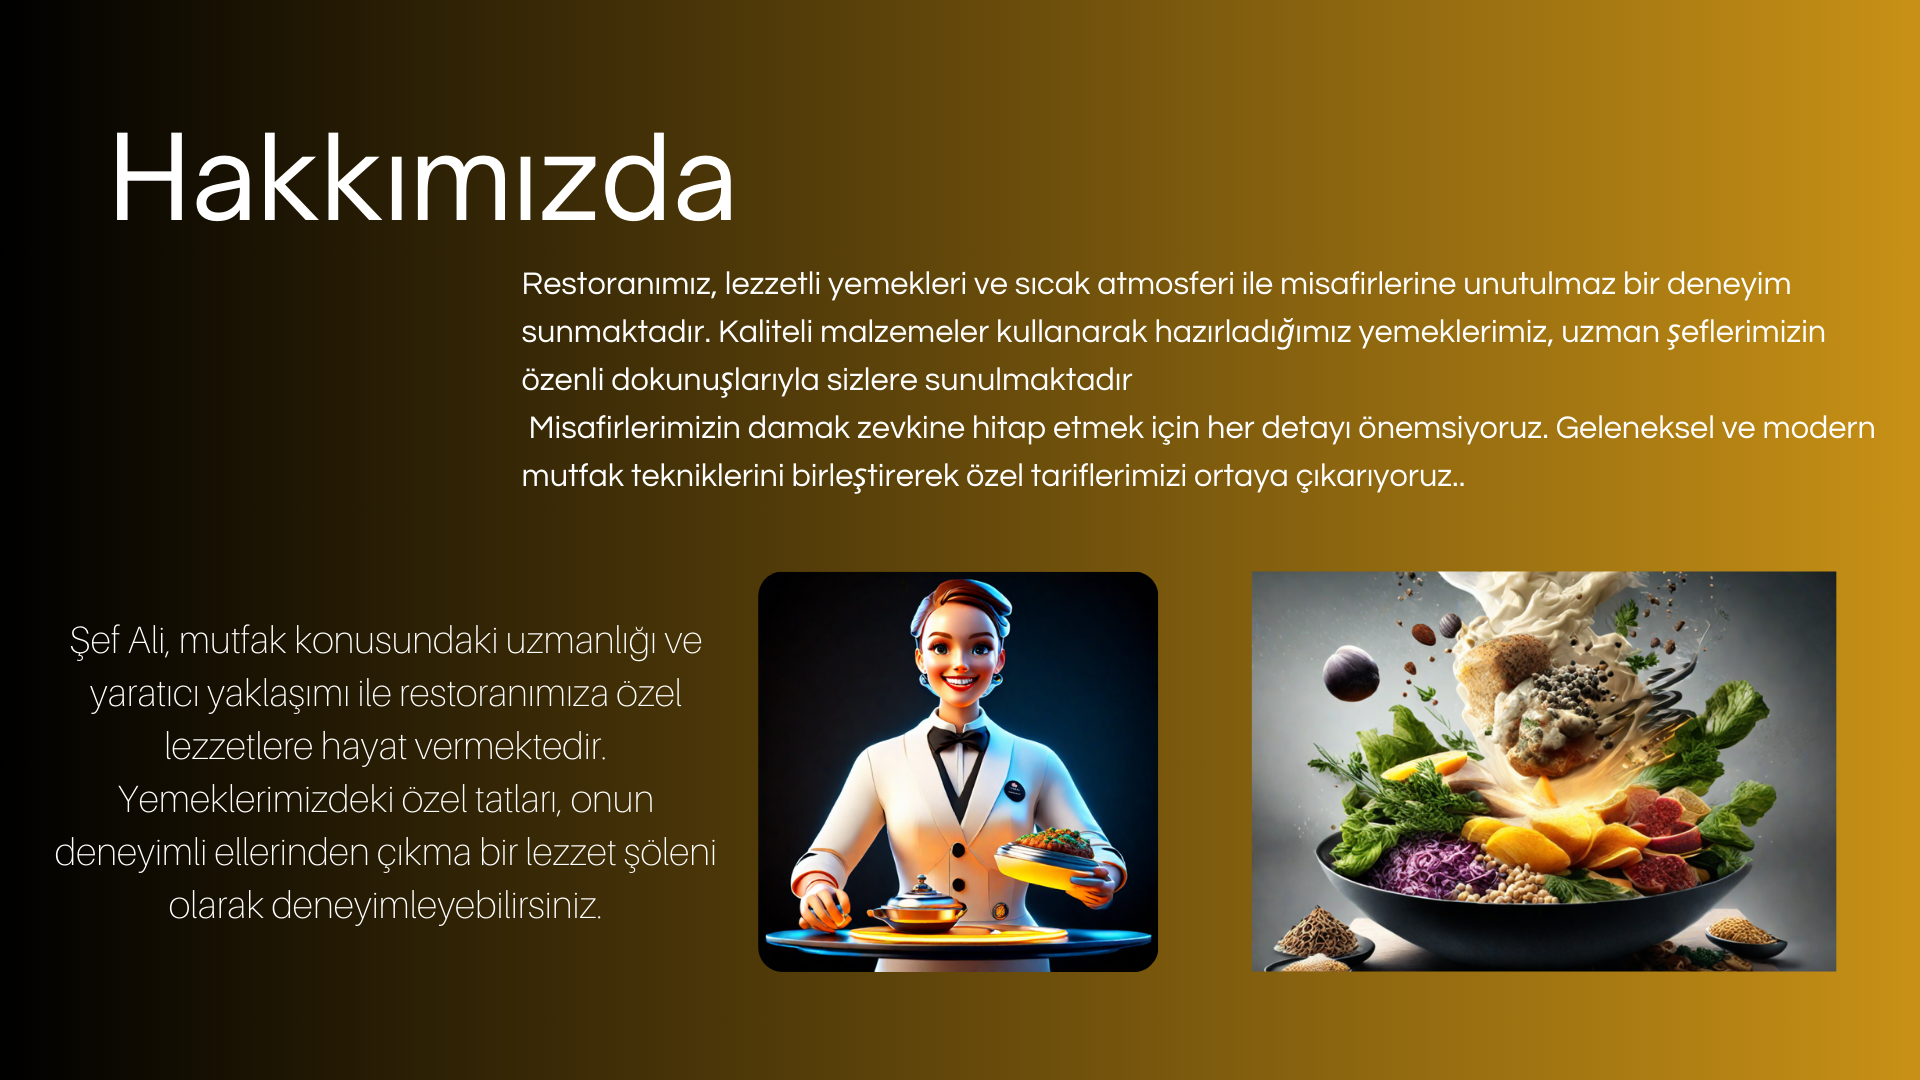 Hakkımızda
Restoranımız, lezzetli yemekleri ve sıcak atmosferi ile misafirlerine unutulmaz bir deneyim
sunmaktadır. Kaliteli malzemeler kullanarak hazırladığımız yemeklerimiz, uzman şeflerimizin
özenli dokunuşlarıyla sizlere sunulmaktadır
Misafirlerimizin damak zevkine hitap etmek için her detayı önemsiyoruz. Geleneksel ve modern
mutfak tekniklerini birleştirerek özel tariflerimizi ortaya çıkarıyoruz..
Şef Ali, mutfak konusundaki uzmanlığı ve
yaratıcı yaklaşımı ile restoranımıza özel
lezzetlere hayat vermektedir.
Yemeklerimizdeki özel tatları, onun
deneyimli ellerinden çıkma bir lezzet şöleni
olarak deneyimleyebilirsiniz.